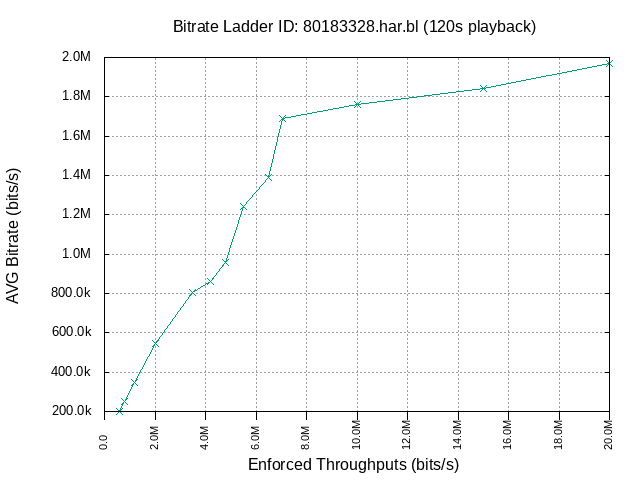 Bitrate Ladder ID: 80183328.har.bl (120s playback)
2.0M
1.8M
1.6M
1.4M
1.2M
1.0M
800.0k
600.0k
400.0k
200.0k
AVG Bitrate (bits/s)
0.0 2.0M 4.0M 6.0M 8.0M 10.0M 12.0M 14.0M 16.0M 18.0M 20.0M
Enforced Throughputs (bits/s)